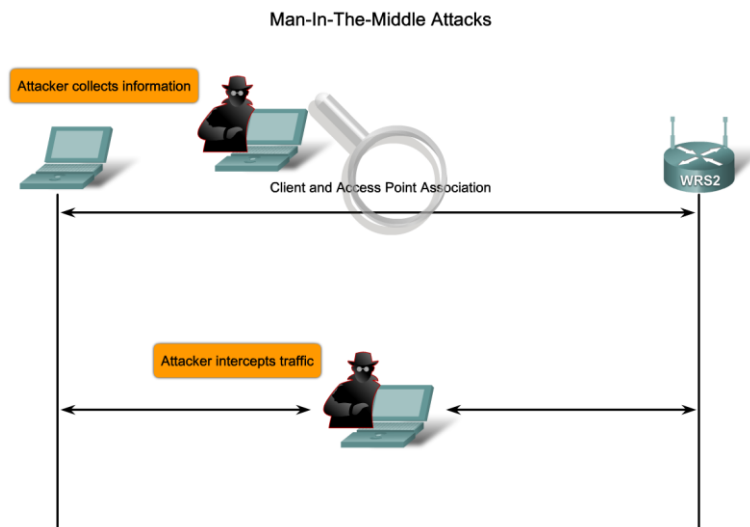 Man-In-The-Middle Attacks
Attacker collects information
WRS2
Client and Access Point Association
Attacker intercepts traffic